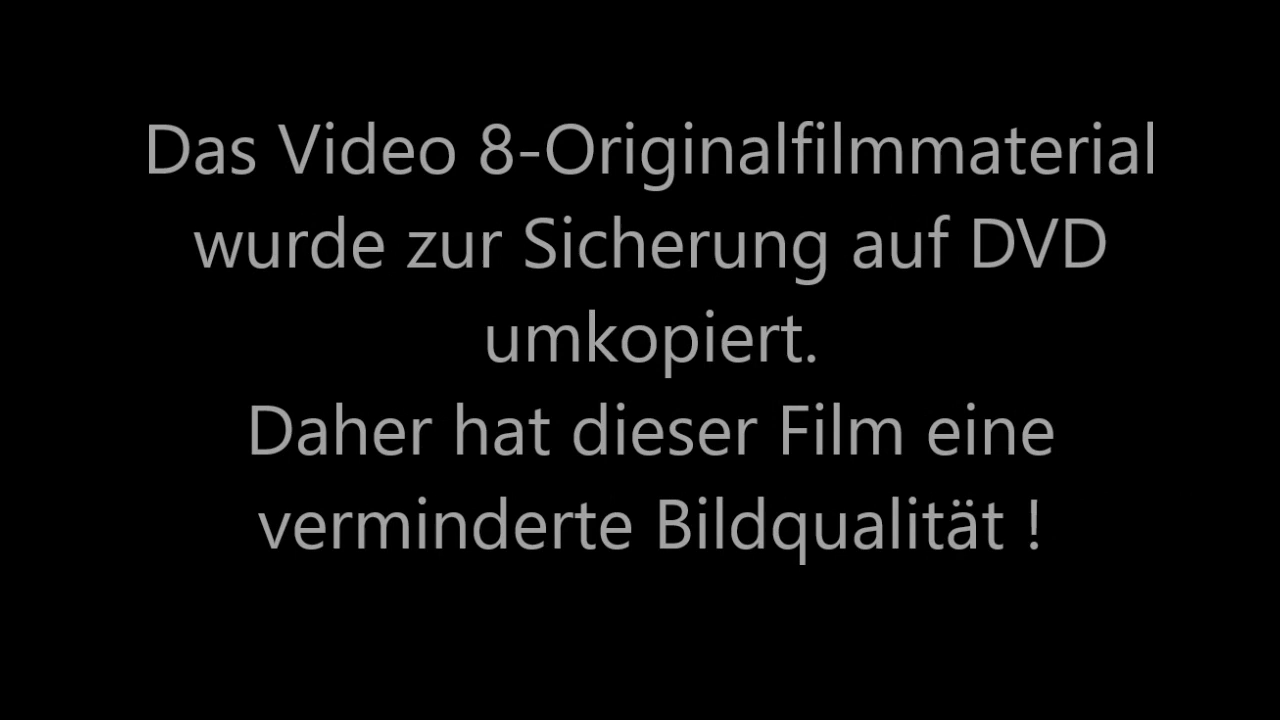 Das Video 8-Originalfilmmaterial
wurde zur Sicherung auf DVD
umkopiert.
Daher hat dieser Film eine
verminderte Bildqualität !